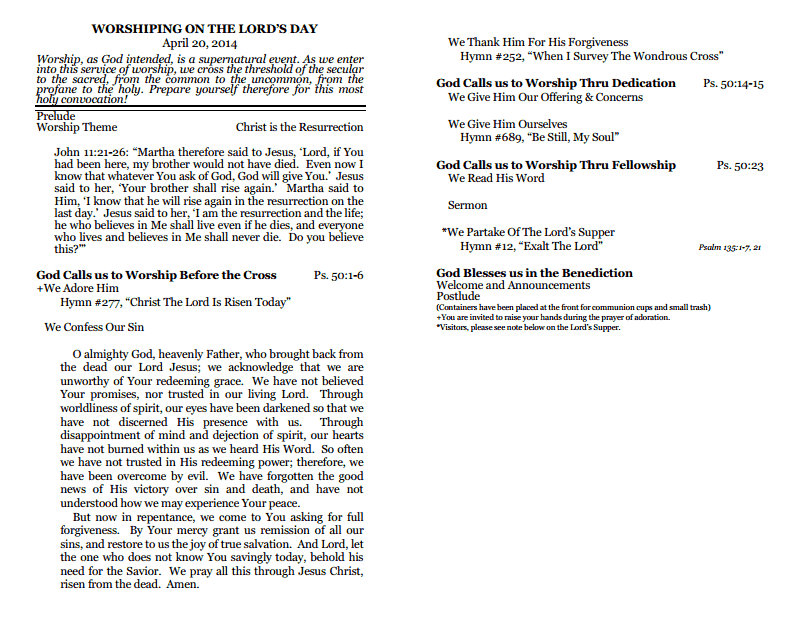 WORSHIPING ON THE LORD'S DAY
April 20, 2014
Worship, as God intended, is a supernatural event. As we enter
into this service of worship, we cross the threshold of the secular
to the sacred, from the common to the uncommon, from the
profane to the holy. Prepare yourself therefore for this most
holy convocation!
Prelude
Worship Theme Christ is the Resurrection
John 11:21-26: "Martha therefore said to Jesus, 'Lord, if You
had been here, my brother would not have died. Even now I
know that whatever You ask of God, God will give You.' Jesus
said to her, 'Your brother shall rise again.' Martha said to
Him, 'I know that he will rise again in the resurrection on the
last day.' Jesus said to her, 'I am the resurrection and the life;
he who believes in Me shall live even if he dies, and everyone
who lives and believes in Me shall never die. Do you believe
this?'"
God Calls us to Worship Before the Cross Ps. 50:1-6
+We Adore Him
Hymn #277, "Christ The Lord Is Risen Today"
We Confess Our Sin
O almighty God, heavenly Father, who brought back from
the dead our Lord Jesus; we acknowledge that we are
unworthy of Your redeeming grace. We have not believed
Your promises, nor trusted in our living Lord. Through
worldliness of spirit, our eyes have been darkened so that we
have not discerned His presence with us. Through
disappointment of mind and dejection of spirit, our hearts
have not burned within us as we heard His Word. So often
we have not trusted in His redeeming power; therefore, we
have been overcome by evil. We have forgotten the good
news of His victory over sin and death, and have not
understood how we may experience Your peace.
But now in repentance, we come to You asking for full
forgiveness. By Your mercy grant us remission of all our
sins, and restore to us the joy of true salvation. And Lord, let
the one who does not know You savingly today, behold his
need for the Savior. We pray all this through Jesus Christ,
risen from the dead. Amen.
We Thank Him For His Forgiveness
Hymn #252, "When I Survey The Wondrous Cross"
God Calls us to Worship Thru Dedication Ps. 50:14-15
We Give Him Our Offering & Concerns
We Give Him Ourselves
Hymn #689, "Be Still, My Soul"
God Calls us to Worship Thru Fellowship Ps. 50:23
We Read His Word
Sermon
*We Partake Of The Lord's Supper
Hymn #12, "Exalt The Lord" Psalm 135:1-7, 21
God Blesses us in the Benediction
Welcome and Announcements
Postlude
(Containers have been placed at the front for communion cups and small trash)
+You are invited to raise your hands during the prayer of adoration.
*Visitors, please see note below on the Lord's Supper.